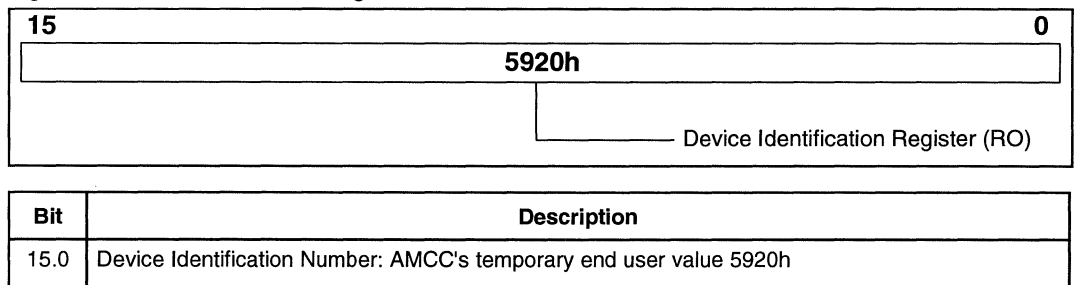 15 0
5920h
Device Identification Register (RO)
Bit Description
15.0 Device Identification Number: AMCC's temporary end user value 5920h